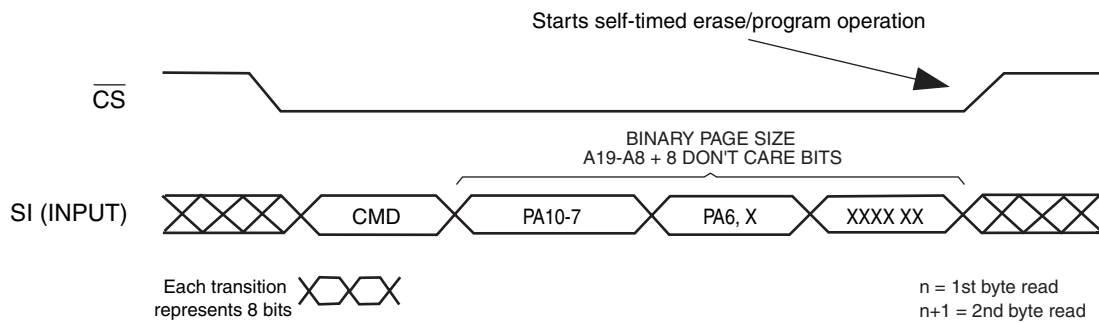 Starts self-timed erase/program operation
CS
BINARY PAGE SIZE
A19-A8 + 8 DON'T CARE BITS
SI (INPUT)
CMD
PA10-7
PA6, X
XXXX XX
Each transition
represents 8 bits
n = 1st byte read
n+1 = 2nd byte read